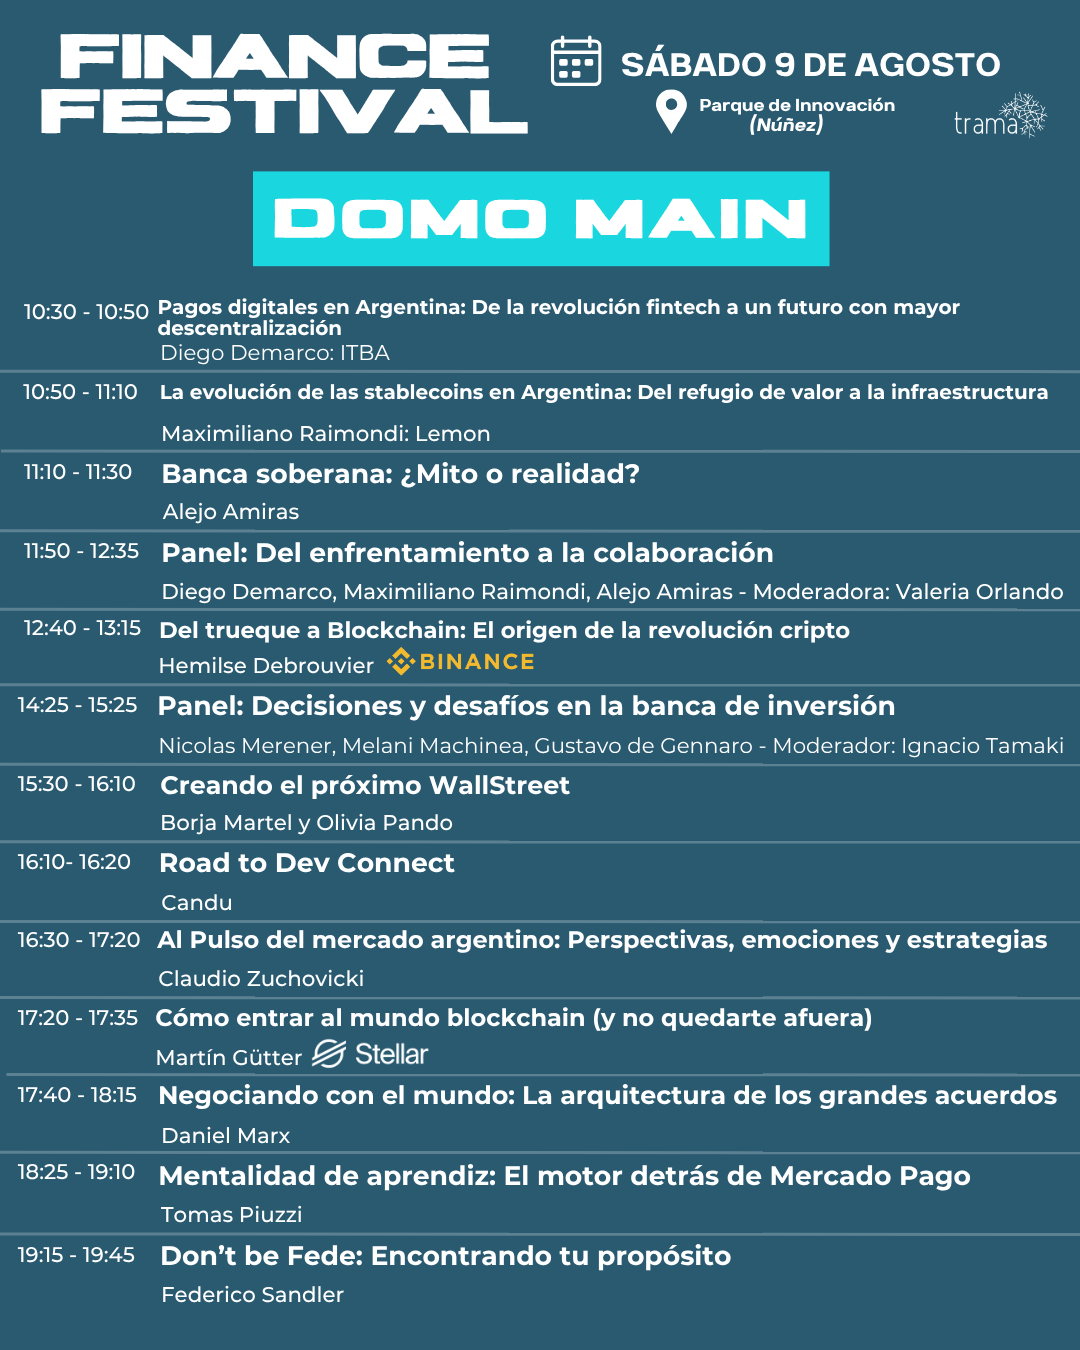 FINANCE
FESTIVAL
SÁBADO 9 DE AGOSTO
Parque de Innovación
(Núñez)
trama
DOMO MAIN
10:30 - 10:50 Pagos digitales en Argentina: De la revolución fintech a un futuro con mayor
descentralización
Diego Demarco: ITBA
10:50 - 11:10 La evolución de las stablecoins en Argentina: Del refugio de valor a la infraestructura
Maximiliano Raimondi: Lemon
11:10 - 11:30 Banca soberana: ¿Mito o realidad?
Alejo Amiras
11:50 - 12:35 Panel: Del enfrentamiento a la colaboración
Diego Demarco, Maximiliano Raimondi, Alejo Amiras - Moderadora: Valeria Orlando
12:40 - 13:15 Del trueque a Blockchain: El origen de la revolución cripto
Hemilse Debrouvier BINANCE
14:25 - 15:25 Panel: Decisiones y desafíos en la banca de inversión
Nicolas Merener, Melani Machinea, Gustavo de Gennaro - Moderador: Ignacio Tamaki
15:30 - 16:10 Creando el próximo WallStreet
Borja Martel y Olivia Pando
16:10- 16:20 Road to Dev Connect
Candu
16:30 - 17:20 Al Pulso del mercado argentino: Perspectivas, emociones y estrategias
Claudio Zuchovicki
17:20 - 17:35 Cómo entrar al mundo blockchain (y no quedarte afuera)
Martín Gütter Stellar
17:40 - 18:15 Negociando con el mundo: La arquitectura de los grandes acuerdos
Daniel Marx
18:25 - 19:10 Mentalidad de aprendiz: El motor detrás de Mercado Pago
Tomas Piuzzi
19:15 - 19:45 Don't be Fede: Encontrando tu propósito
Federico Sandler